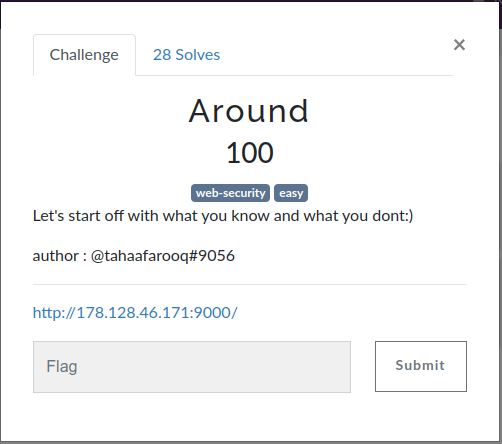 Challenge
28 Solves
×
Around
100
web-security easy
Let's start off with what you know and what you dont:)
author : @tahaafarooq#9056
http://178.128.46.171:9000/
Flag
Submit